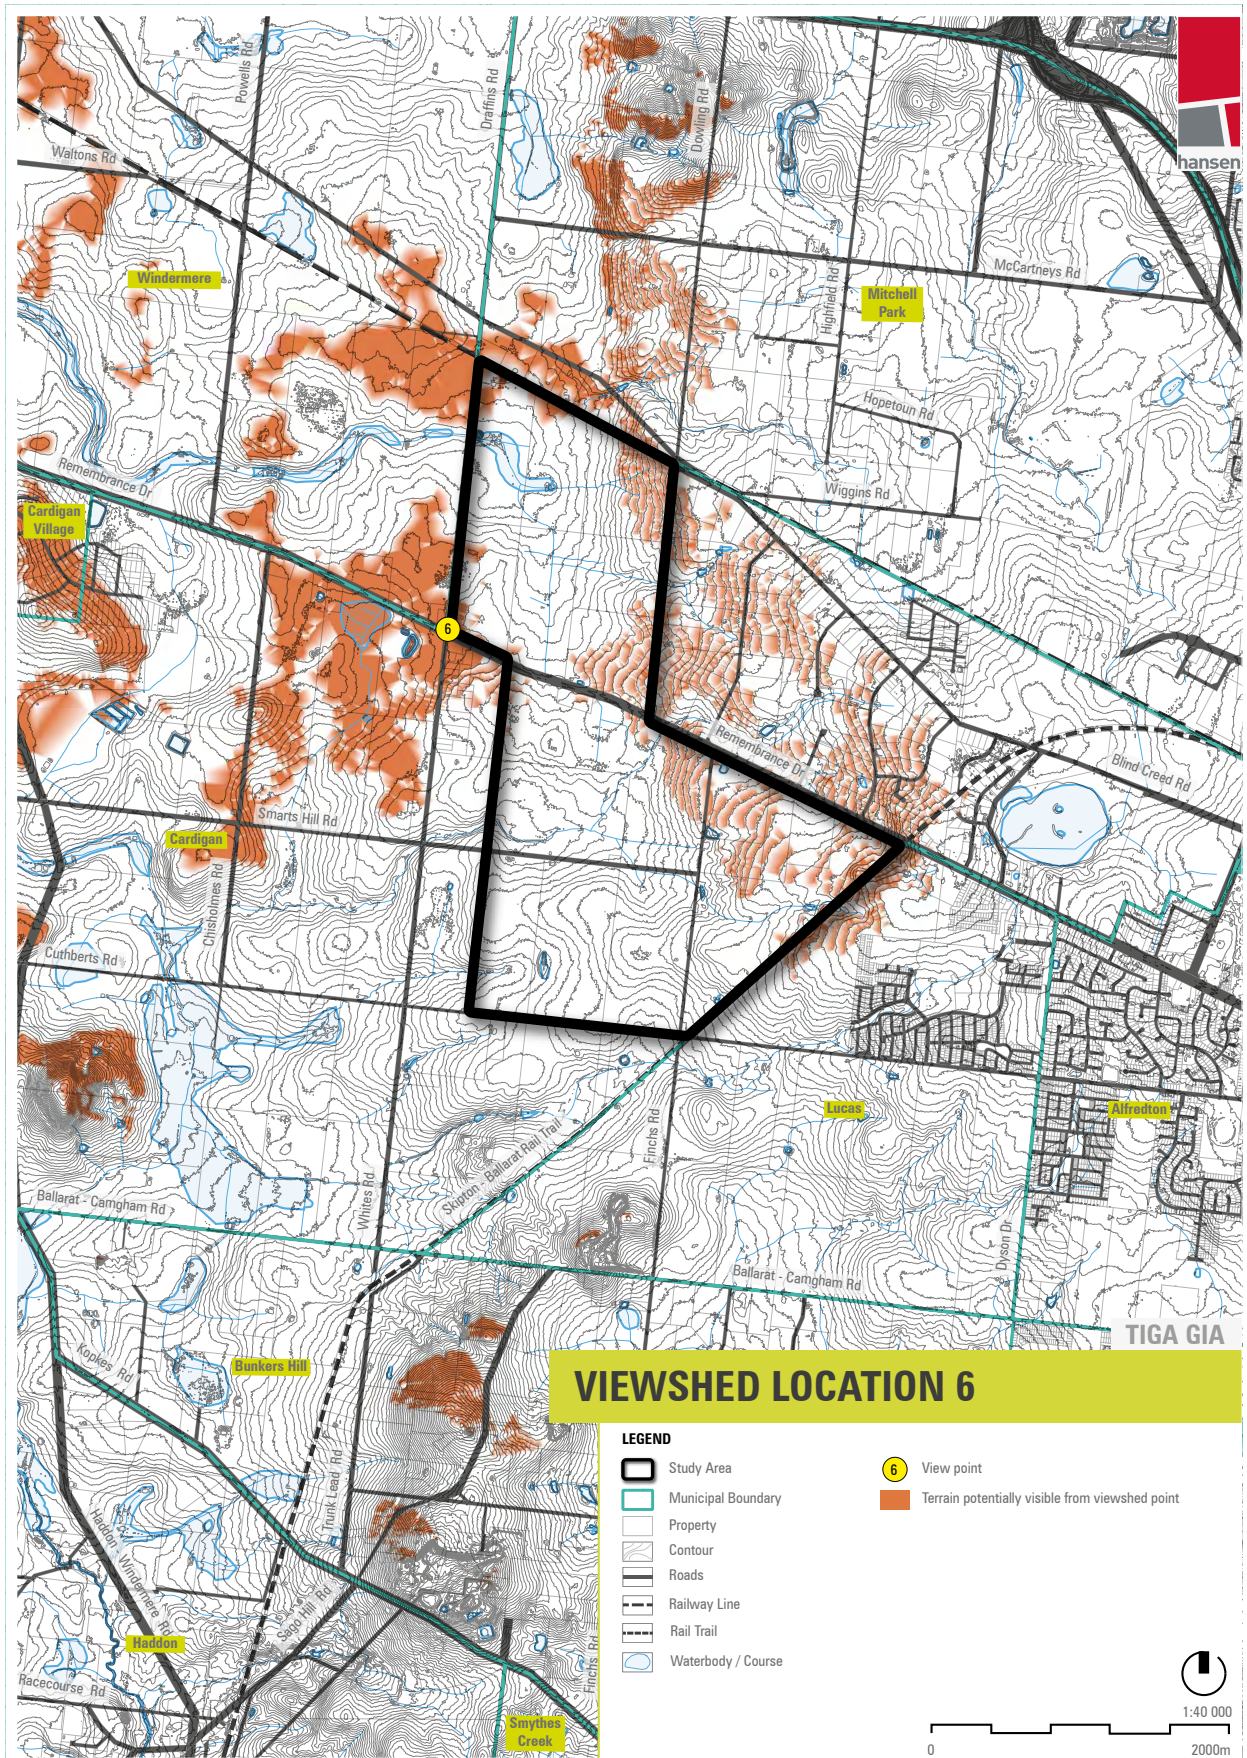 hansen
Powells Rd
Draffins Rd
Dowling Rd
Waltons Rd
Windermere
McCartneys Rd
Highfield Rd
Mitchell
Park
Hopetoun Rd
Wiggins Rd
Remembrance Dr
Cardigan
Village
6
Remembrance Dr
Blind Creed Rd
Smarts Hill Rd
Cardigan
Chisholmes Rd
Cuthberts Rd
Lucas
Alfredton
Finchs Rd
Skipton - Ballarat Rail Trail
Whites Rd
Ballarat - Carngham Rd
Dyson Dr
Ballarat - Carngham Rd
TIGA GIA
Kopkes Rd
Bunkers Hill
VIEWSHED LOCATION 6
Trunk Lead Rd
Haddon - Windermere Rd
Sago Hill Rd
Haddon
Racecourse Rd
Finchs Rd
Smythes
Creek
LEGEND
Study Area
Municipal Boundary
Property
Contour
Roads
Railway Line
Rail Trail
Waterbody / Course
6 View point
Terrain potentially visible from viewshed point
1:40 000
0 2000m